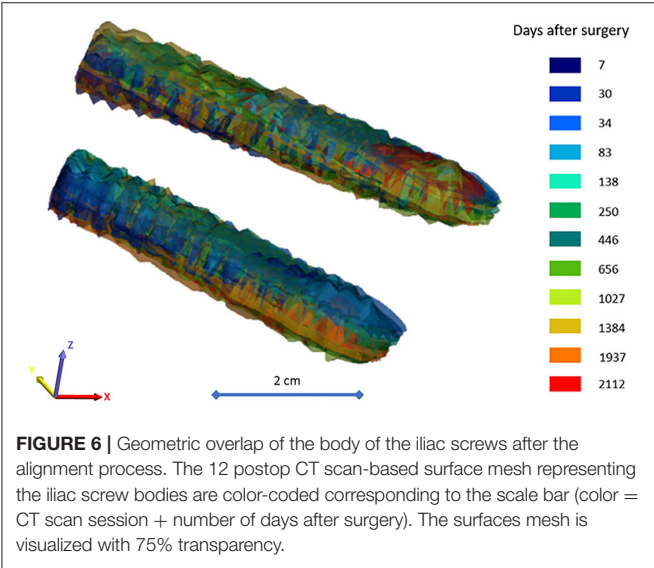 Days after surgery
7
30
34
83
138
250
446
656
1027
1384
1937
2112
Z
Y
X
2 cm
FIGURE 6 | Geometric overlap of the body of the iliac screws after the
alignment process. The 12 postop CT scan-based surface mesh representing
the iliac screw bodies are color-coded corresponding to the scale bar (color =
CT scan session + number of days after surgery). The surfaces mesh is
visualized with 75% transparency.